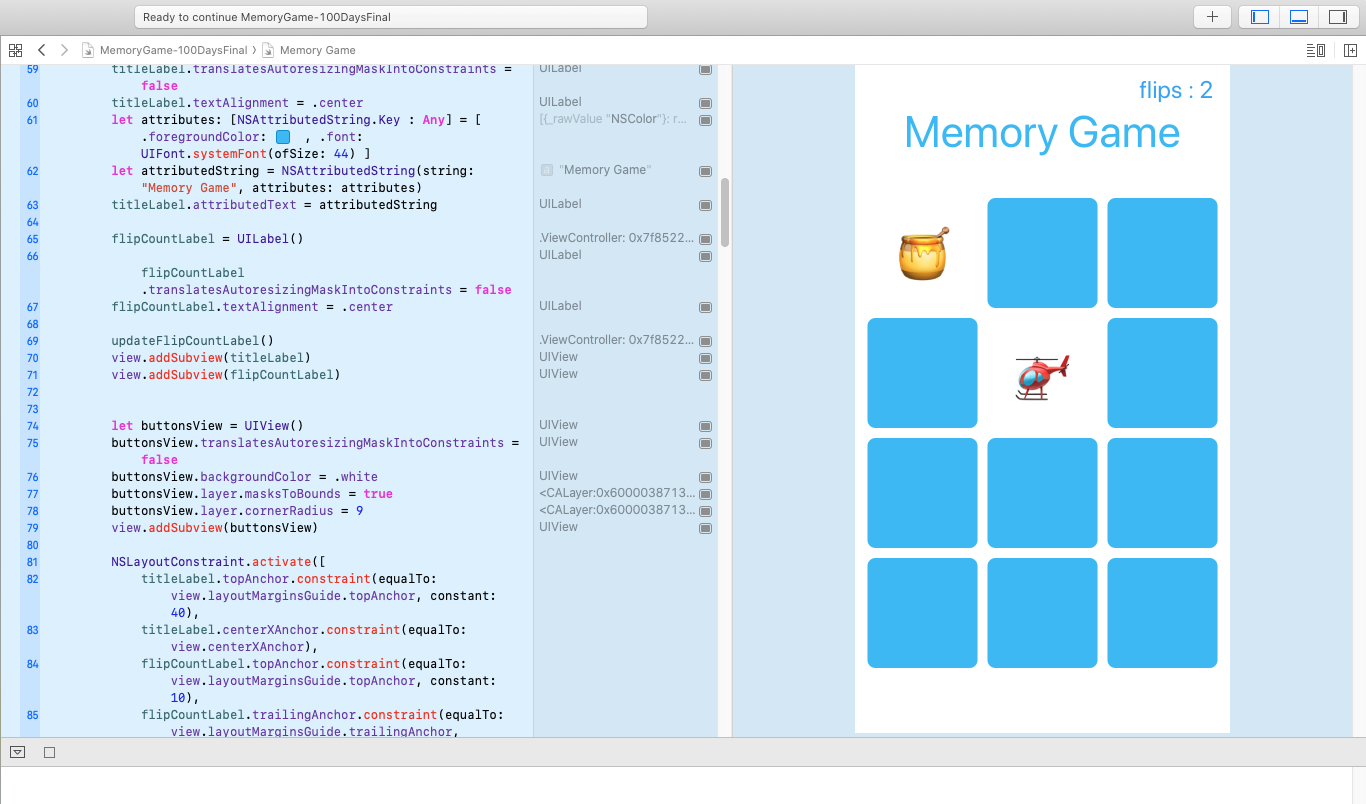 Ready to continue MemoryGame-100DaysFinal
MemoryGame-100DaysFinal 〉 Memory Game
59 titleLabel.translatesAutoresizingMaskIntoConstraints =
false
60 titleLabel.textAlignment = .center
61 let attributes: [NSAttributedString.Key : Any] = [
.foregroundColor: , .font:
UIFont.systemFont(ofSize: 44) ]
62 let attributedString = NSAttributedString(string:
"Memory Game", attributes: attributes)
63 titleLabel.attributedText = attributedString
64
65 flipCountLabel = UILabel()
66
flipCountLabel
.translatesAutoresizingMaskIntoConstraints = false
67 flipCountLabel.textAlignment = .center
68
69 updateFlipCountLabel()
70 view.addSubview(titleLabel)
71 view.addSubview(flipCountLabel)
72
73
74 let buttonsView = UIView()
75 buttonsView.translatesAutoresizingMaskIntoConstraints =
false
76 buttonsView.backgroundColor = .white
77 buttonsView.layer.masksToBounds = true
78 buttonsView.layer.cornerRadius = 9
79 view.addSubview(buttonsView)
80
81 NSLayoutConstraint.activate([
82 titleLabel.topAnchor.constraint(equalTo:
view.layoutMarginsGuide.topAnchor, constant:
40),
83 titleLabel.centerXAnchor.constraint(equalTo:
view.centerXAnchor),
84 flipCountLabel.topAnchor.constraint(equalTo:
view.layoutMarginsGuide.topAnchor, constant:
10),
85 flipCountLabel.trailingAnchor.constraint(equalTo:
view.layoutMarginsGuide.trailingAnchor,
UILabel
UILabel
[{_rawValue "NSColor"}: r...
"Memory Game"
UILabel
.ViewController: 0x7f8522...
UILabel
UILabel
.ViewController: 0x7f8522...
UIView
UIView
UIView
UIView
UIView
<CALayer:0x6000038713...
<CALayer:0x6000038713...
UIView
flips : 2
Memory Game